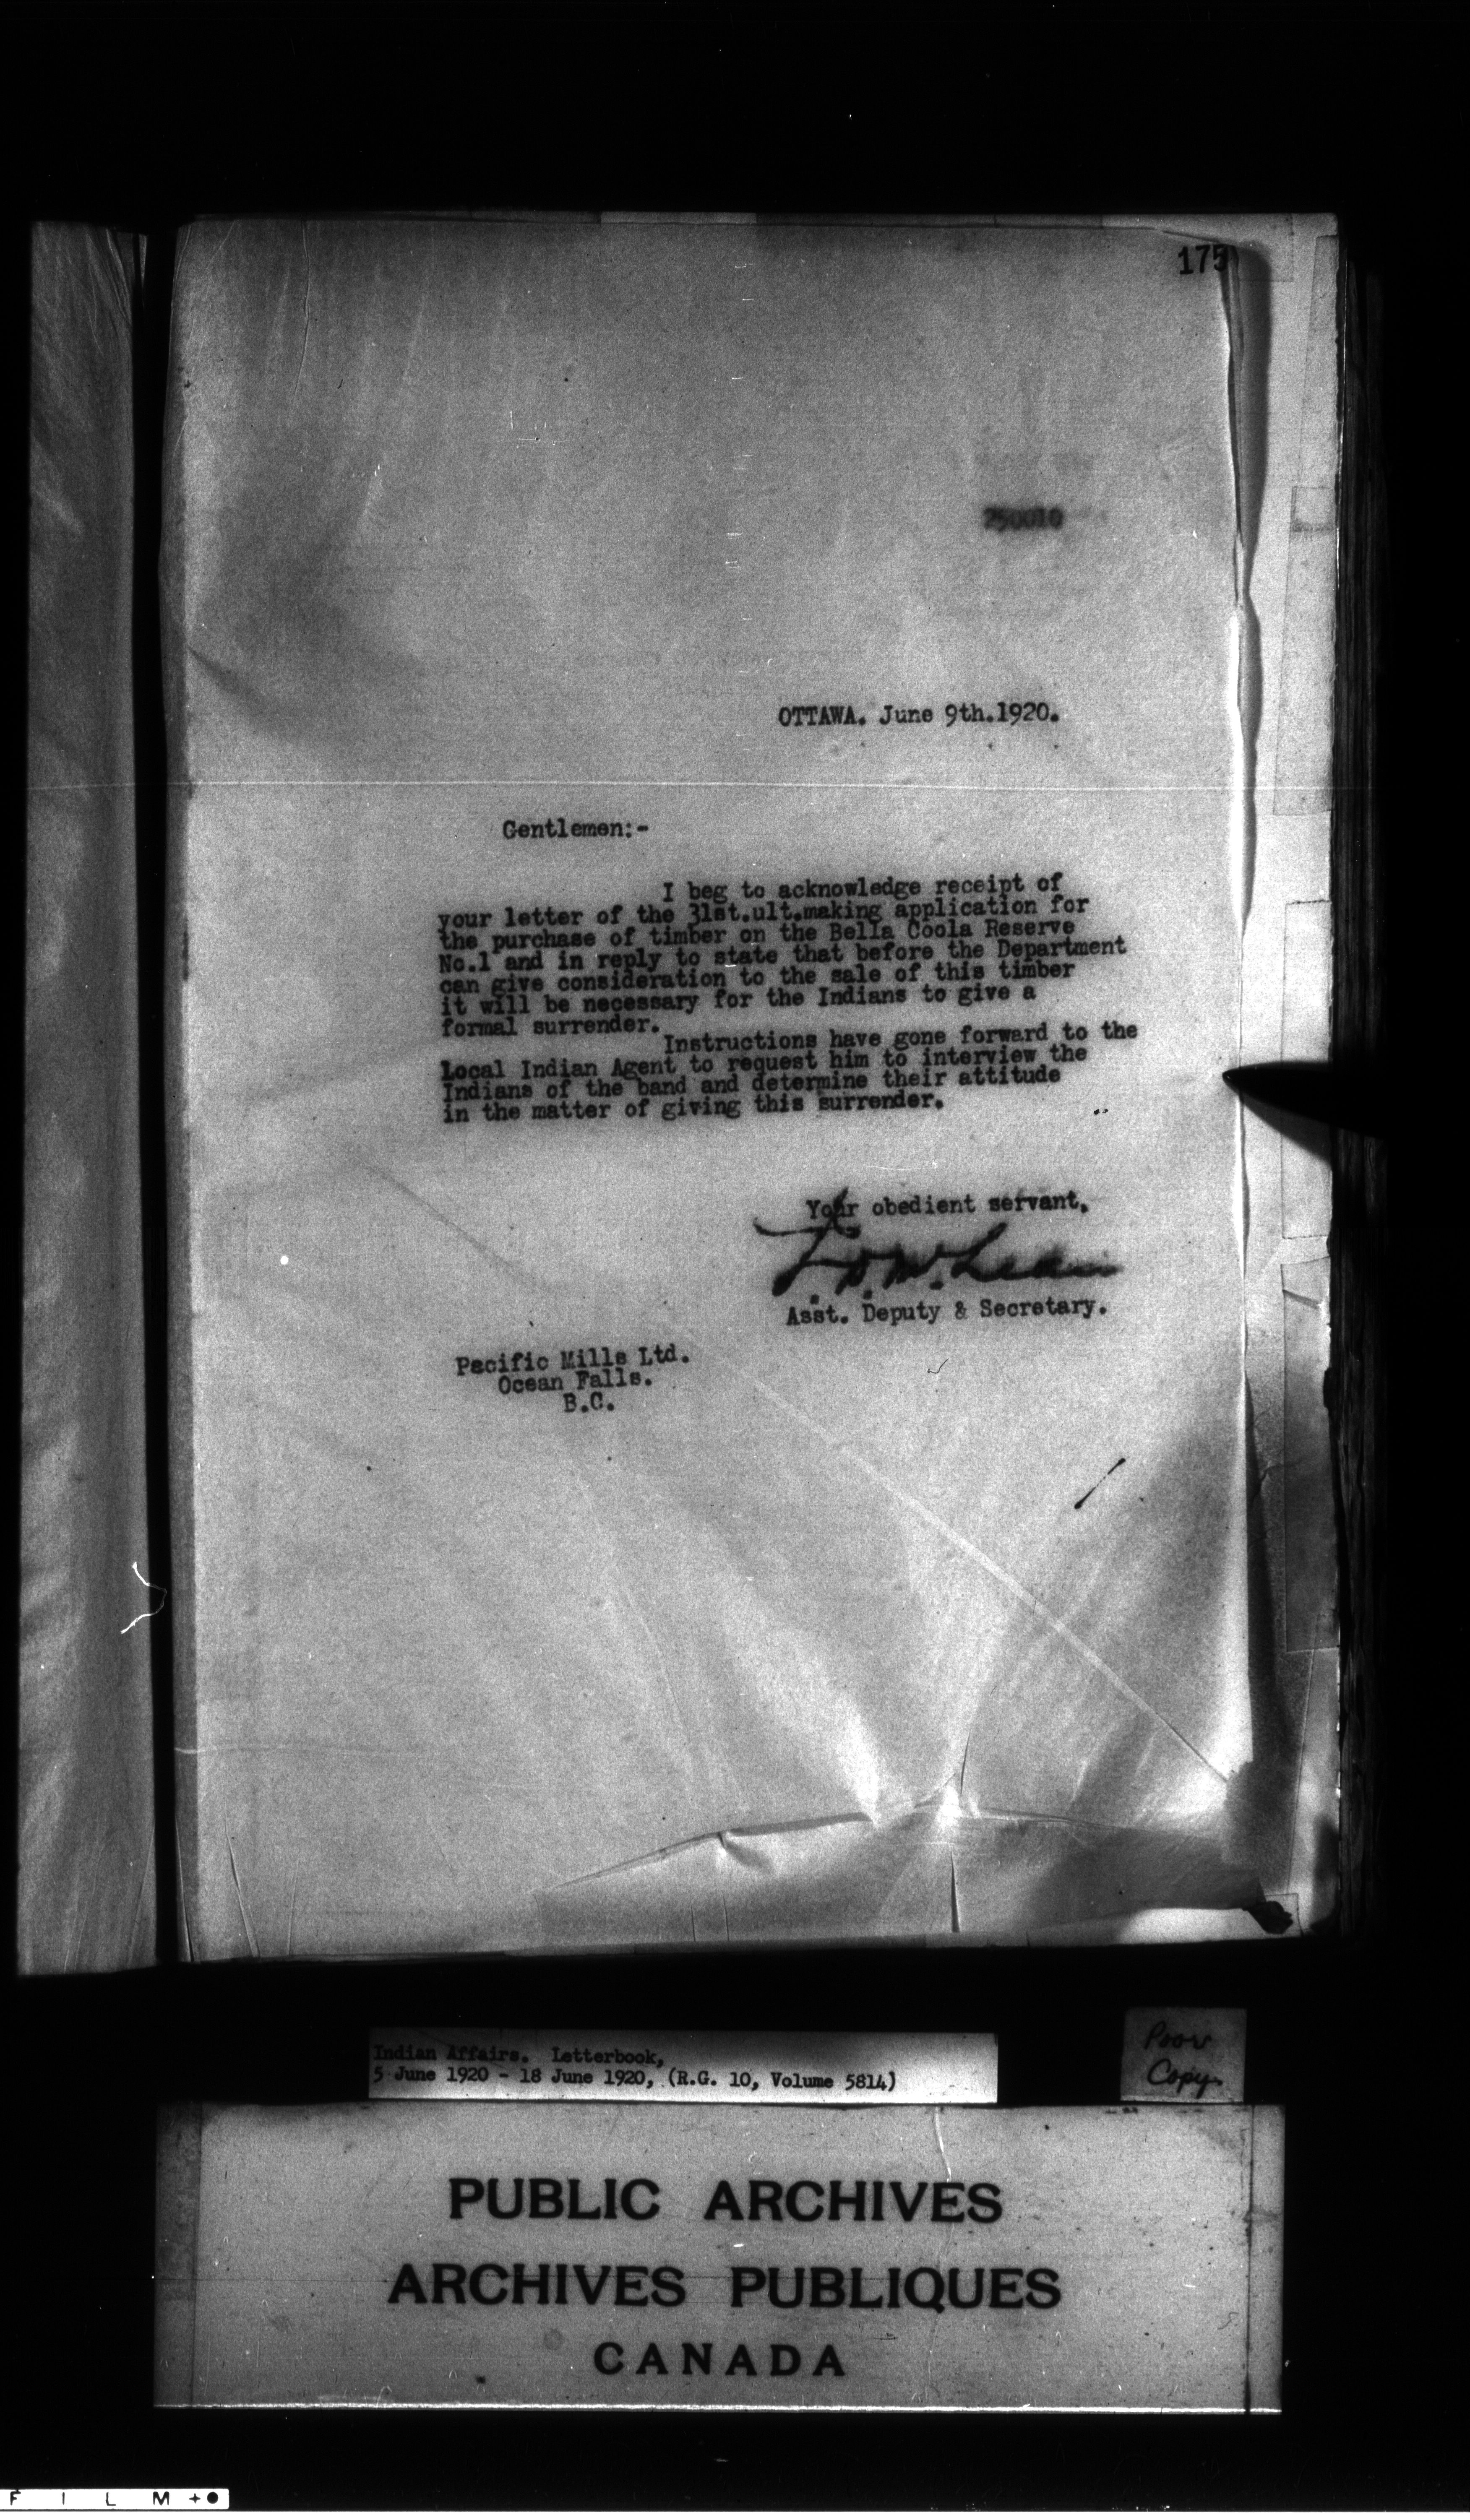 175
OTTAWA. June 9th.1920.
Gentlemen:-
I beg to acknowledge receipt of
your letter of the 31st.ult.making application for
the purchase of timber on the Bella Coola Reserve
No.1 and in reply to state that before the Department
can give consideration to the sale of this timber
it will be necessary for the Indians to give a
formal surrender.
Instructions have gone forward to the
Local Indian Agent to request him to interview the
Indians of the band and determine their attitude
in the matter of giving this surrender.
Your obedient servant,
J. D. McLean
Asst. Deputy & Secretary.
Pacific Mills Ltd.
Ocean Falls.
B.C.
Indian Affairs. Letterbook,
5 June 1920 - 18 June 1920, (R.G. 10, Volume 5814)
Poor
Copy
PUBLIC ARCHIVES
ARCHIVES PUBLIQUES
CANADA
FILM